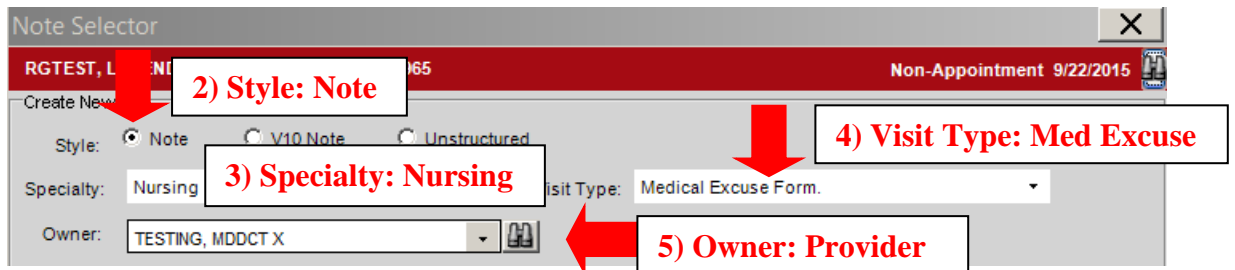 Note Selector
RGTEST, L END 965 Non-Appointment 9/22/2015
2) Style: Note
Create New
Style: Note V10 Note Unstructured
4) Visit Type: Med Excuse
3) Specialty: Nursing
Specialty: Nursing isit Type: Medical Excuse Form.
Owner: TESTING, MDDCT X
5) Owner: Provider